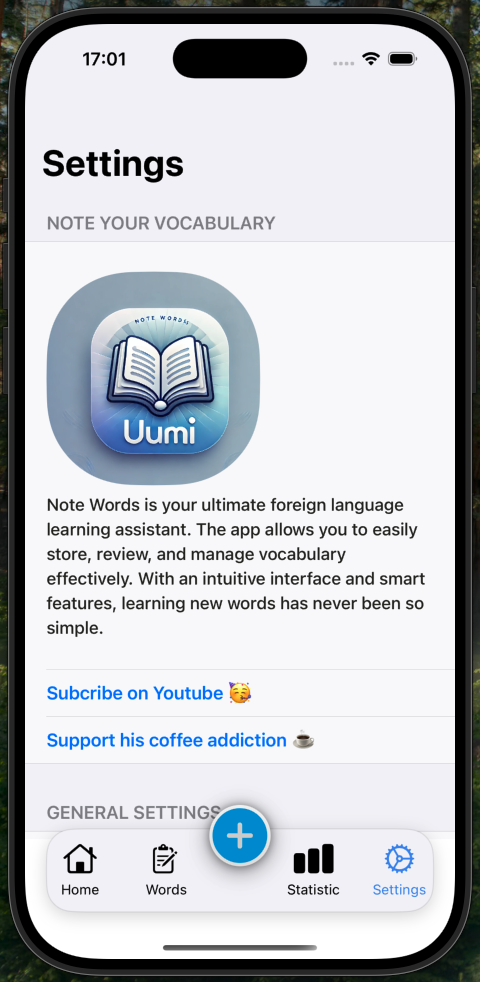 17:01
Settings
NOTE YOUR VOCABULARY
NOTE WORDS
Uumi
Note Words is your ultimate foreign language
learning assistant. The app allows you to easily
store, review, and manage vocabulary
effectively. With an intuitive interface and smart
features, learning new words has never been so
simple.
Subcribe on Youtube 🥳
Support his coffee addiction ☕
GENERAL SETTINGS
Home
Words
Statistic
Settings